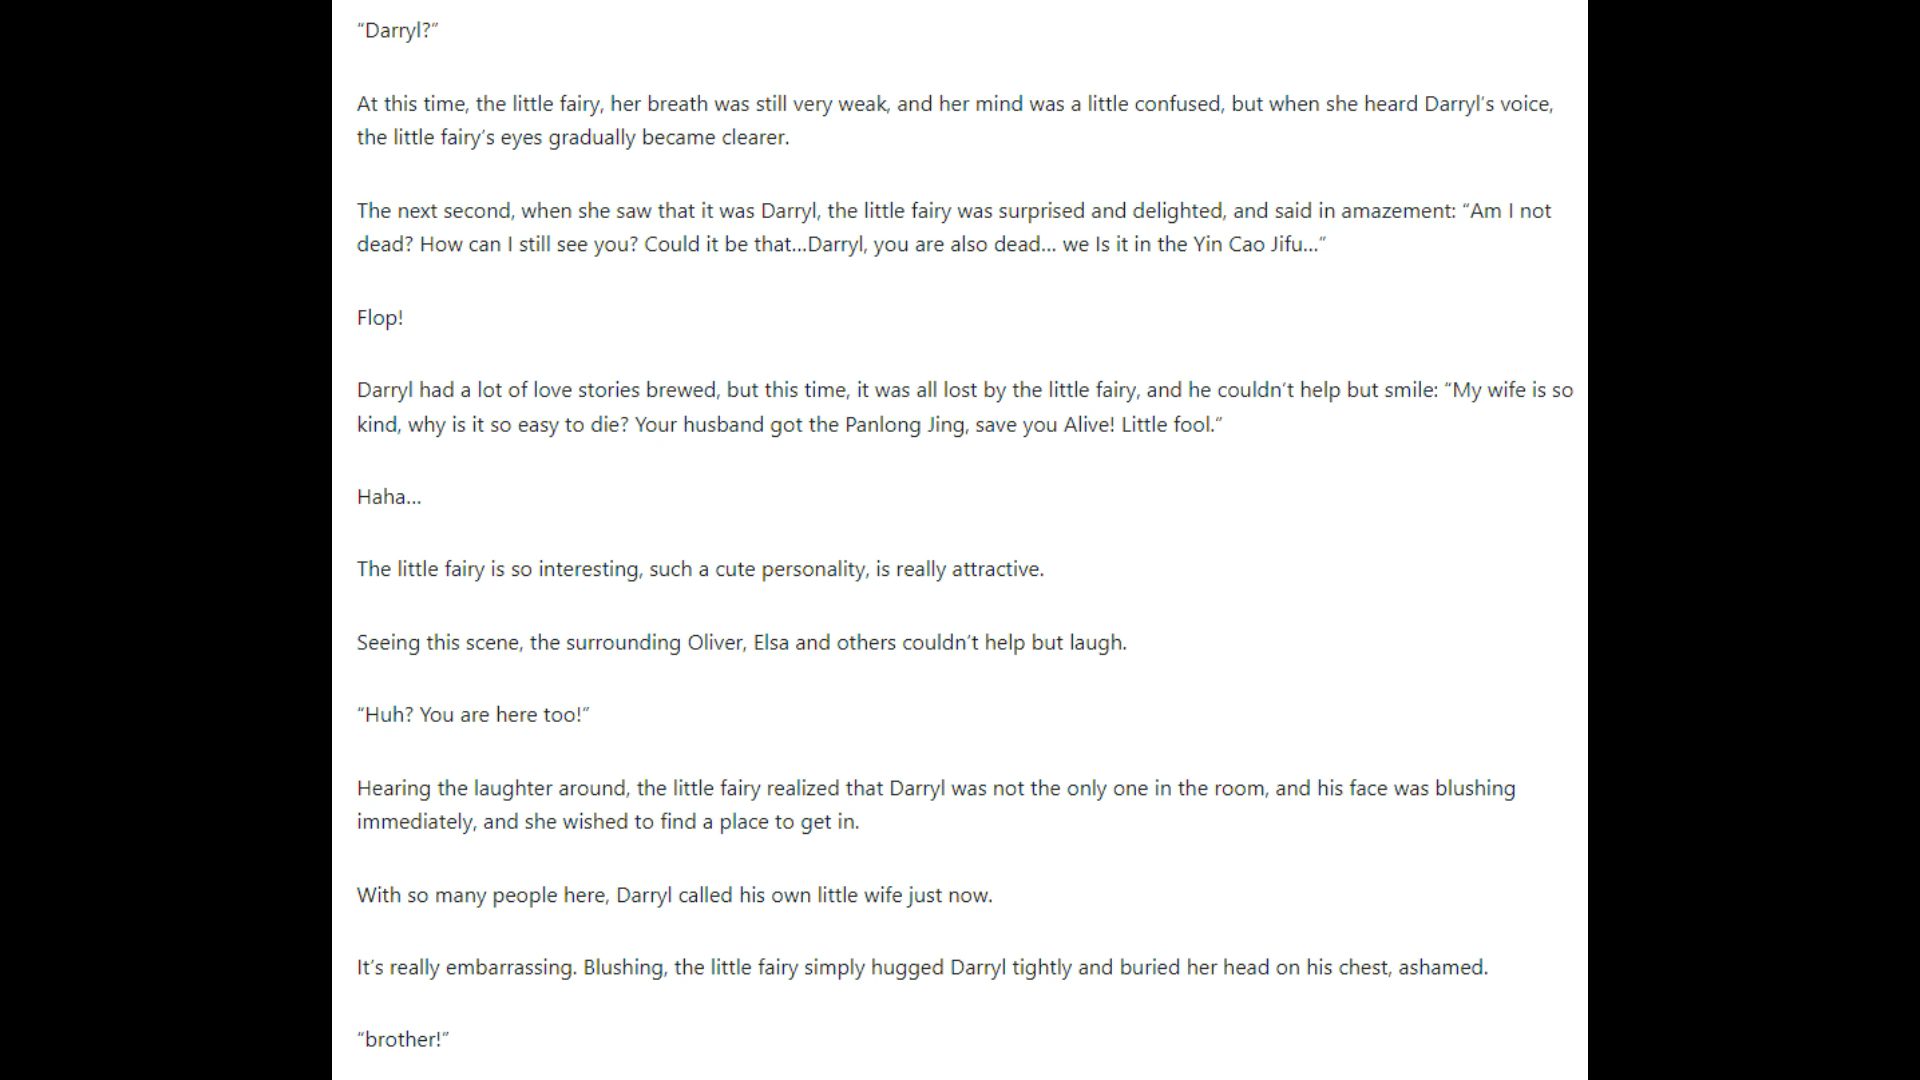 “Darryl?”
At this time, the little fairy, her breath was still very weak, and her mind was a little confused, but when she heard Darryl’s voice,
the little fairy’s eyes gradually became clearer.
The next second, when she saw that it was Darryl, the little fairy was surprised and delighted, and said in amazement: “Am I not
dead? How can I still see you? Could it be that…Darryl, you are also dead… we Is it in the Yin Cao Jifu…”
Flop!
Darryl had a lot of love stories brewed, but this time, it was all lost by the little fairy, and he couldn’t help but smile: “My wife is so
kind, why is it so easy to die? Your husband got the Panlong Jing, save you Alive! Little fool.”
Haha…
The little fairy is so interesting, such a cute personality, is really attractive.
Seeing this scene, the surrounding Oliver, Elsa and others couldn’t help but laugh.
“Huh? You are here too!”
Hearing the laughter around, the little fairy realized that Darryl was not the only one in the room, and his face was blushing
immediately, and she wished to find a place to get in.
With so many people here, Darryl called his own little wife just now.
It’s really embarrassing. Blushing, the little fairy simply hugged Darryl tightly and buried her head on his chest, ashamed.
“brother!”